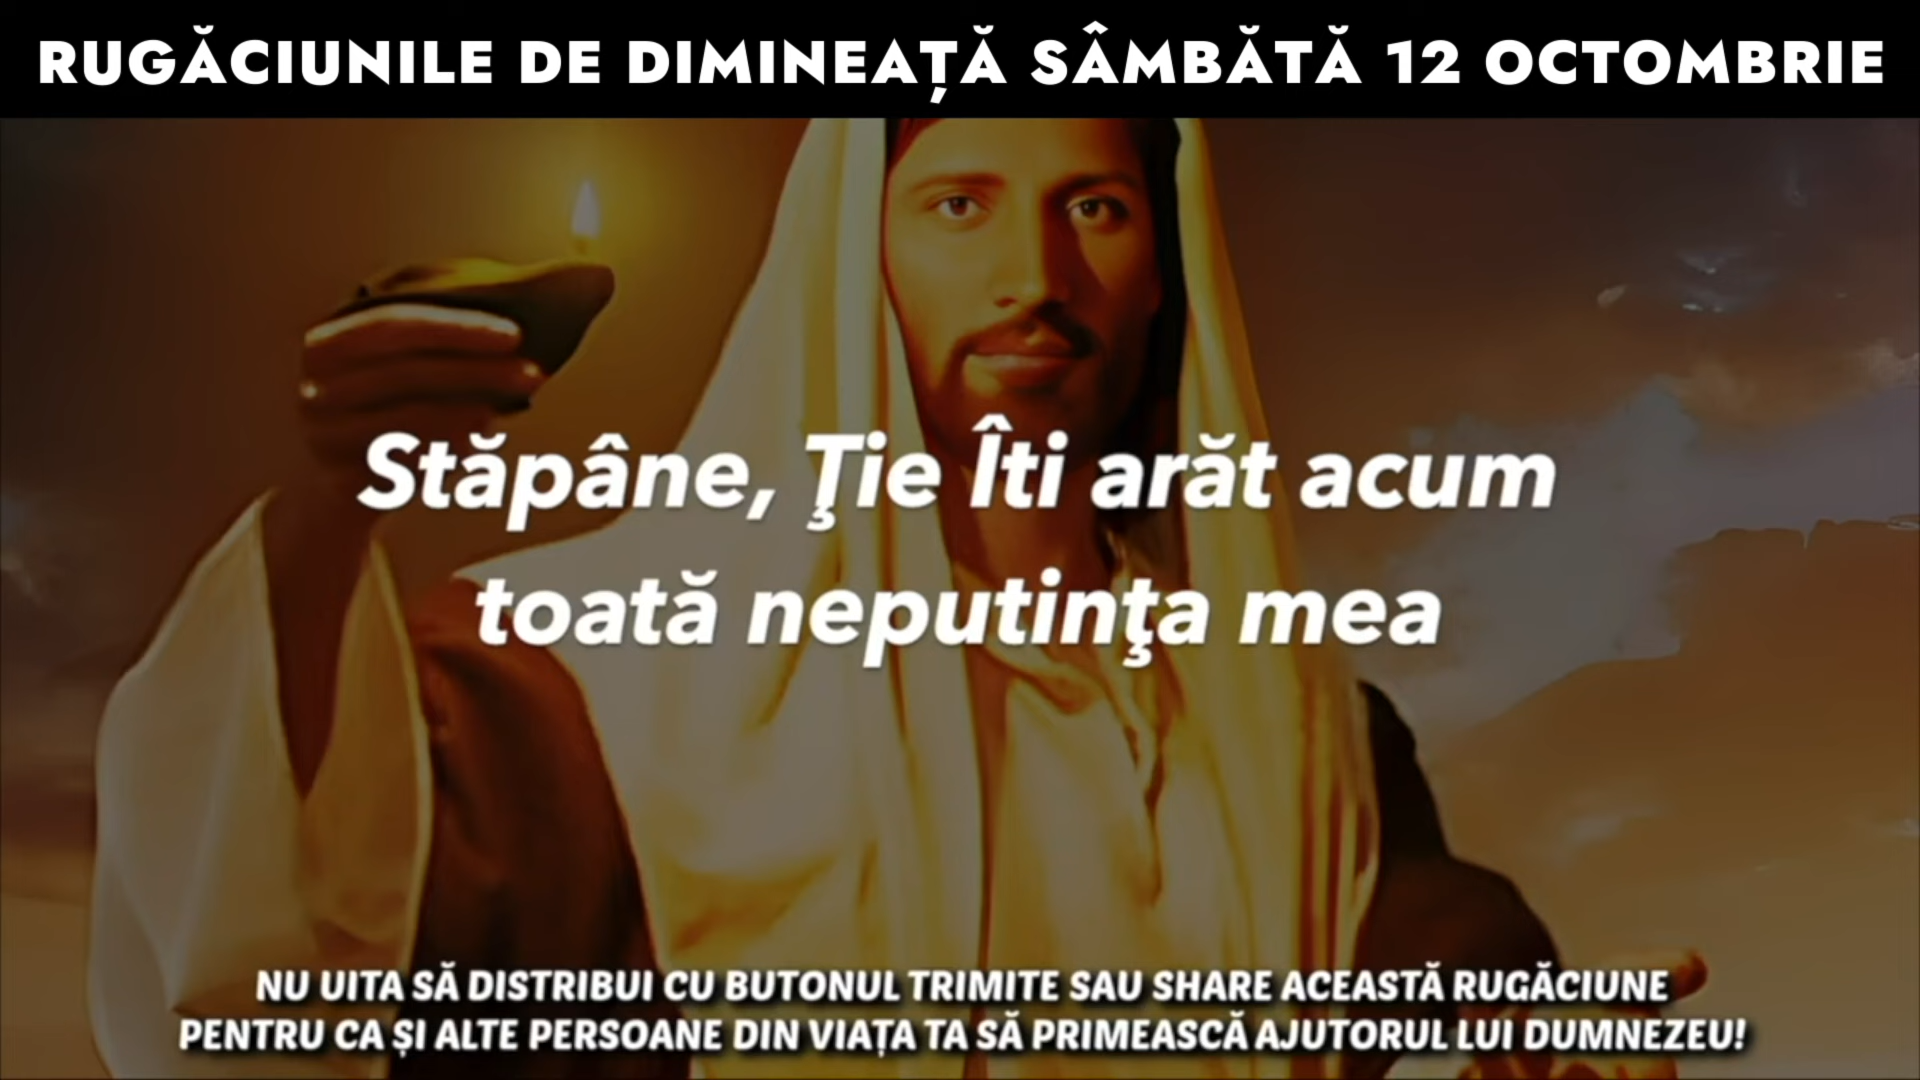 RUGĂCIUNILE DE DIMINEAȚĂ SÂMBĂTĂ 12 OCTOMBRIE
Stăpâne, Ţie Îti arăt acum
toată neputinţa mea
NU UITA SĂ DISTRIBUI CU BUTONUL TRIMITE SAU SHARE ACEASTĂ RUGĂCIUNE
PENTRU CA ȘI ALTE PERSOANE DIN VIAȚA TA SĂ PRIMEASCĂ AJUTORUL LUI DUMNEZEU!